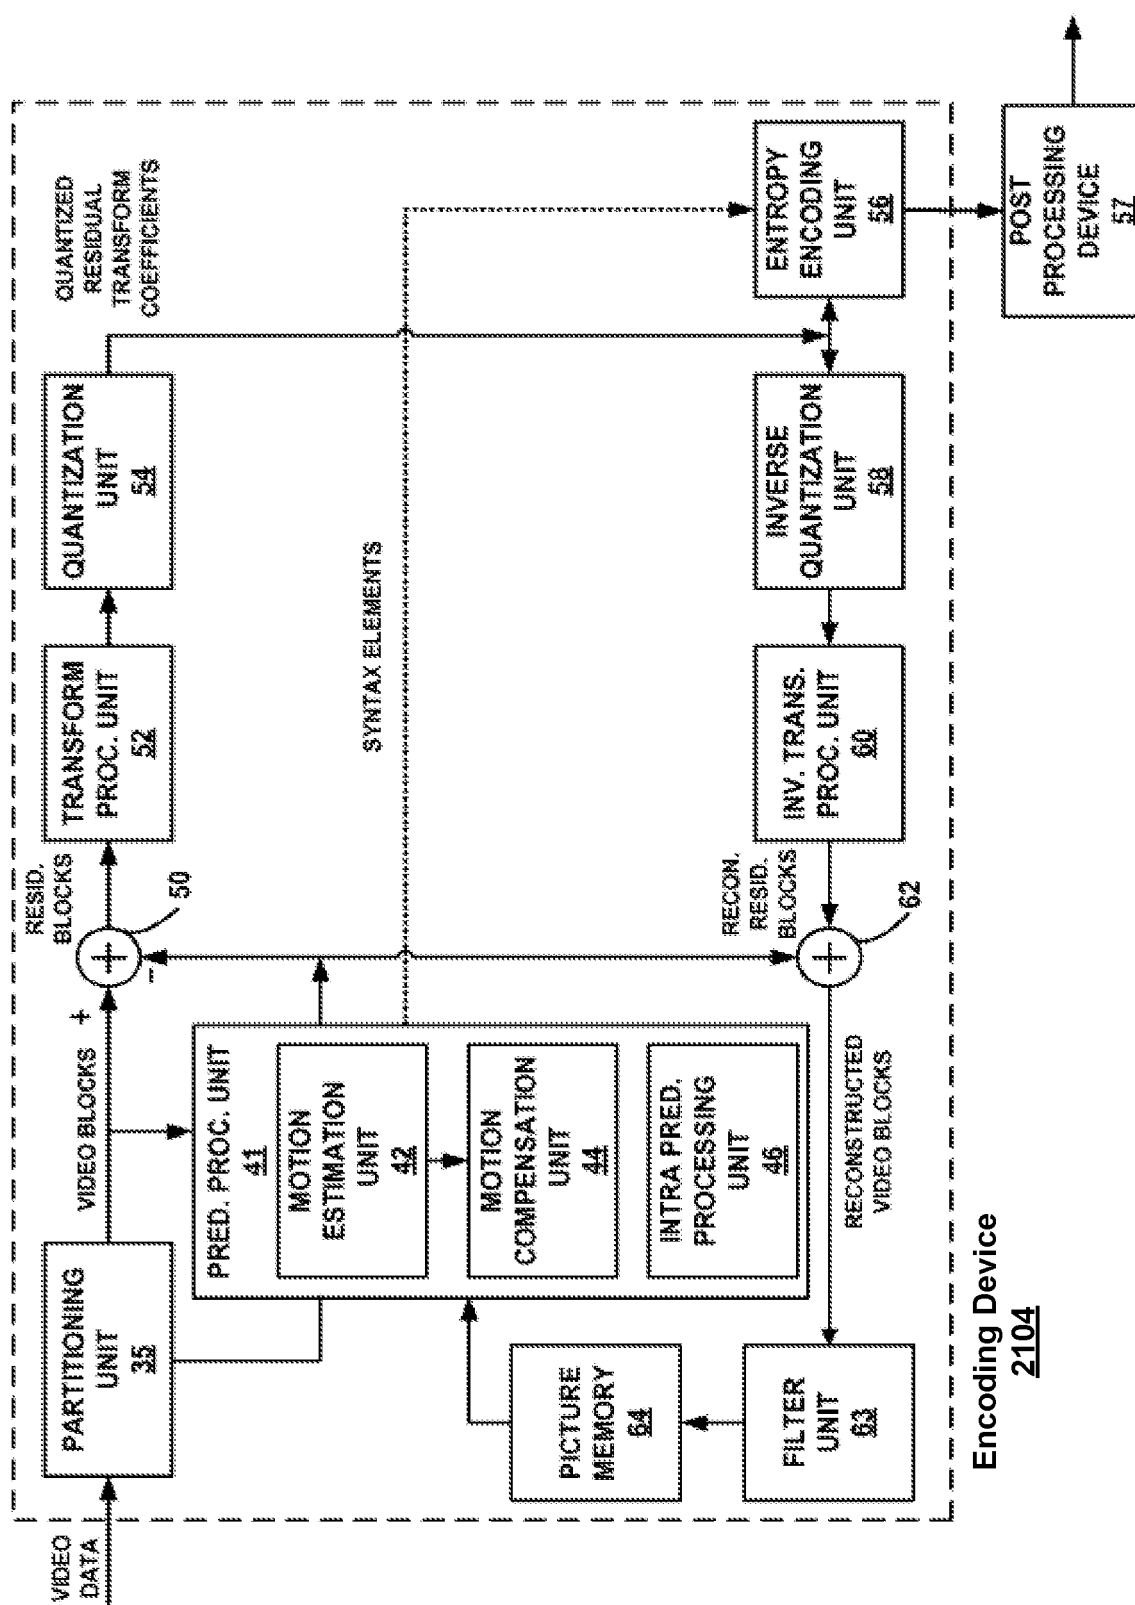 VIDEO
DATA
PARTITIONING
UNIT
35
VIDEO BLOCKS
+
-
50
RESID.
BLOCKS
TRANSFORM
PROC. UNIT
52
QUANTIZATION
UNIT
54
QUANTIZED
RESIDUAL
TRANSFORM
COEFFICIENTS
PRED. PROC. UNIT
41
MOTION
ESTIMATION
UNIT
42
MOTION
COMPENSATION
UNIT
44
INTRA PRED.
PROCESSING
UNIT
46
SYNTAX ELEMENTS
PICTURE
MEMORY
64
FILTER
UNIT
63
RECONSTRUCTED
VIDEO BLOCKS
62
RECON.
RESID.
BLOCKS
INV. TRANS.
PROC. UNIT
60
INVERSE
QUANTIZATION
UNIT
58
ENTROPY
ENCODING
UNIT
56
POST
PROCESSING
DEVICE
57
Encoding Device
2104